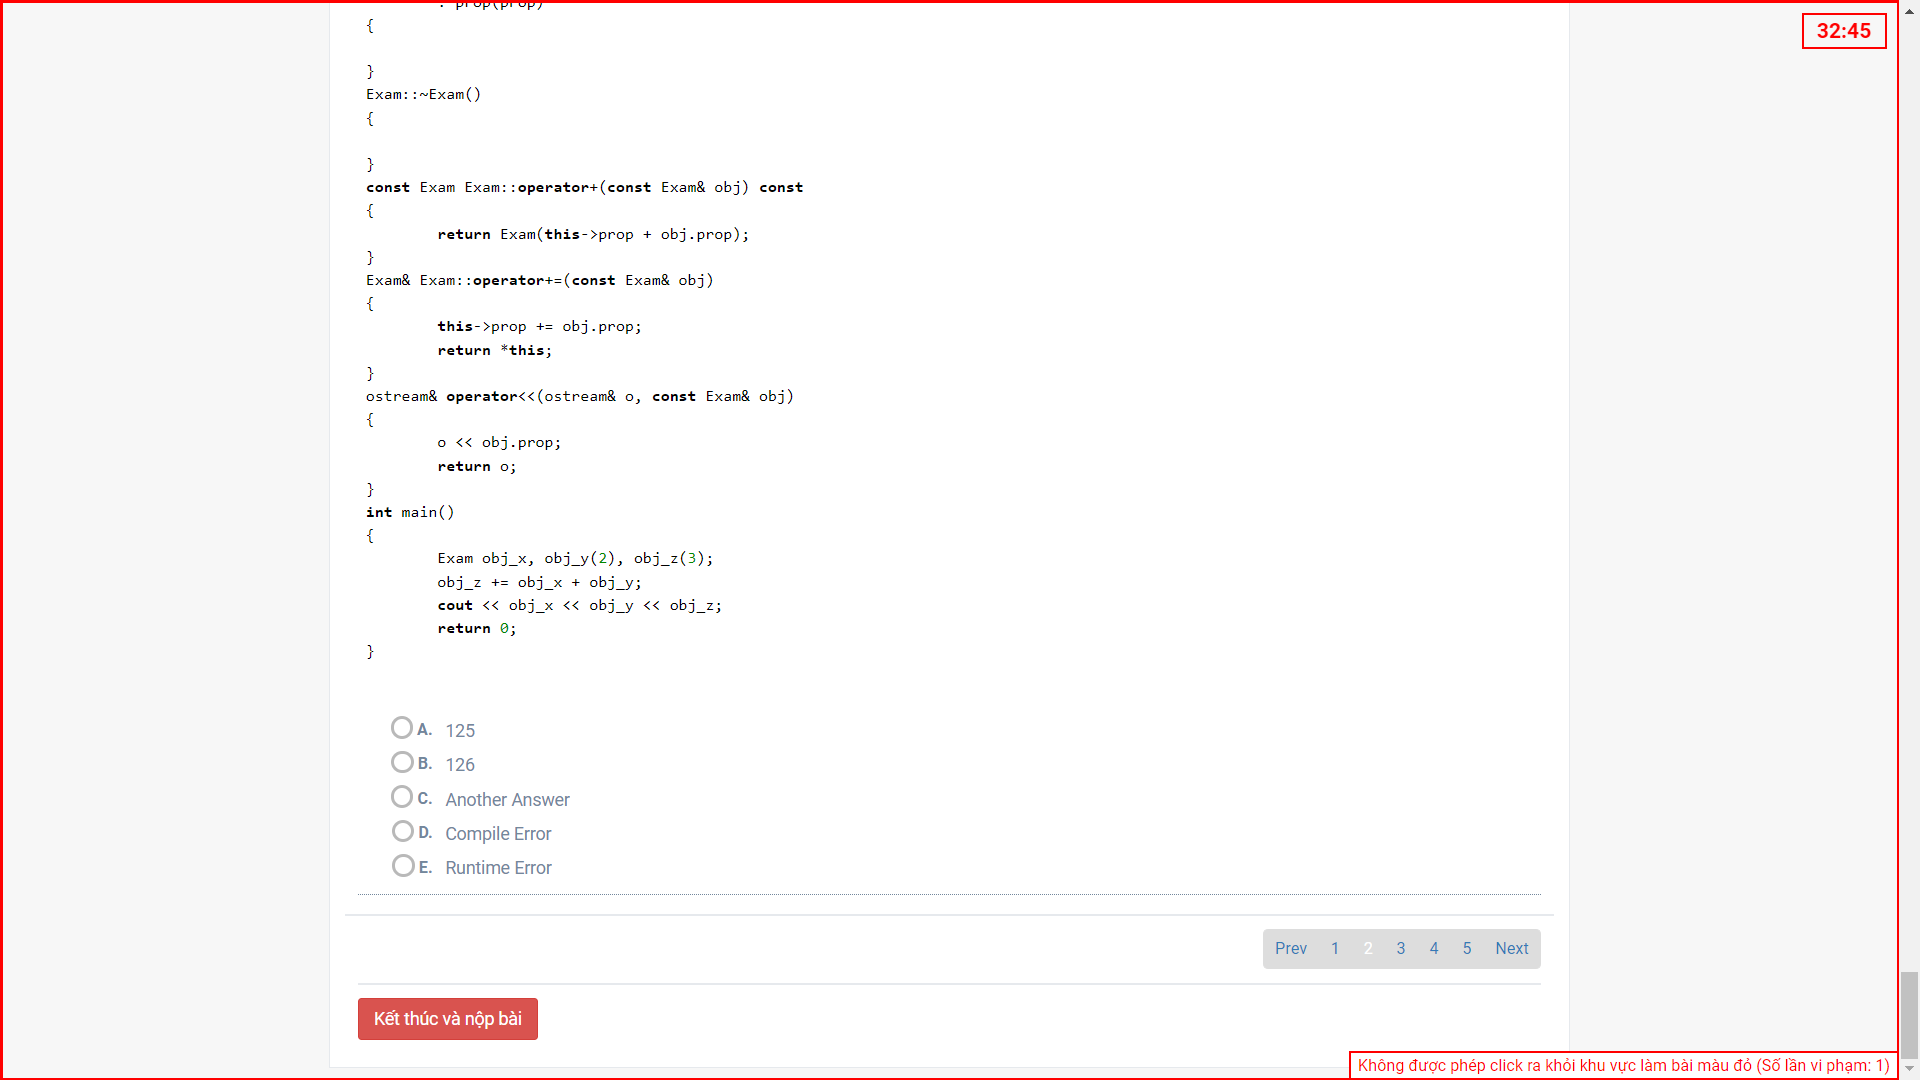 : prop(prop)
{
}
Exam::~Exam()
{
}
const Exam Exam::operator+(const Exam& obj) const
{
return Exam(this->prop + obj.prop);
}
Exam& Exam::operator+=(const Exam& obj)
{
this->prop += obj.prop;
return *this;
}
ostream& operator<<(ostream& o, const Exam& obj)
{
o << obj.prop;
return o;
}
int main()
{
Exam obj_x, obj_y(2), obj_z(3);
obj_z += obj_x + obj_y;
cout << obj_x << obj_y << obj_z;
return 0;
}
A. 125
B. 126
C. Another Answer
D. Compile Error
E. Runtime Error
Prev 1 2 3 4 5 Next
Kết thúc và nộp bài
32:45
Không được phép click ra khỏi khu vực làm bài màu đỏ (Số lần vi phạm: 1)